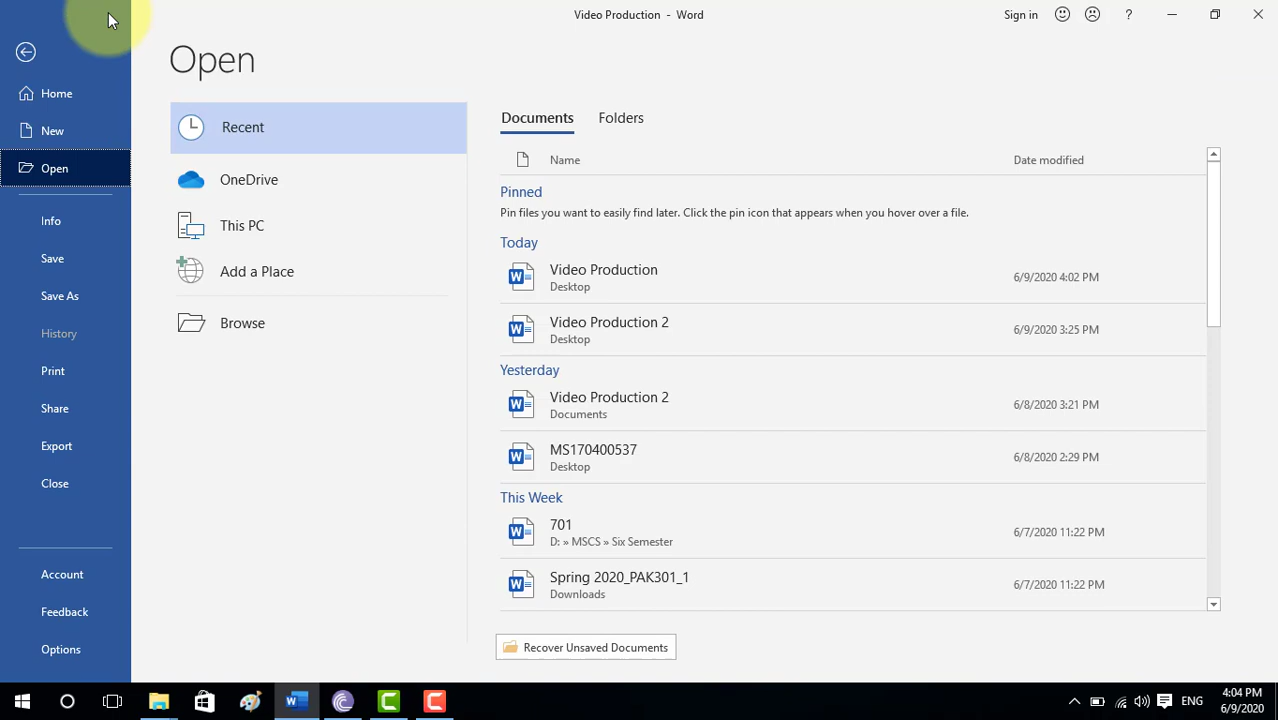 Video Production - Word
Sign in
?
Home
New
Open
Info
Save
Save As
History
Print
Share
Export
Close
Account
Feedback
Options
Open
Recent
OneDrive
This PC
Add a Place
Browse
Documents Folders
Name Date modified
Pinned
Pin files you want to easily find later. Click the pin icon that appears when you hover over a file.
Today
Video Production
Desktop
6/9/2020 4:02 PM
Video Production 2
Desktop
6/9/2020 3:25 PM
Yesterday
Video Production 2
Documents
6/8/2020 3:21 PM
MS170400537
Desktop
6/8/2020 2:29 PM
This Week
701
D: » MSCS » Six Semester
6/7/2020 11:22 PM
Spring 2020_PAK301_1
Downloads
6/7/2020 11:22 PM
Recover Unsaved Documents
ENG
4:04 PM
6/9/2020